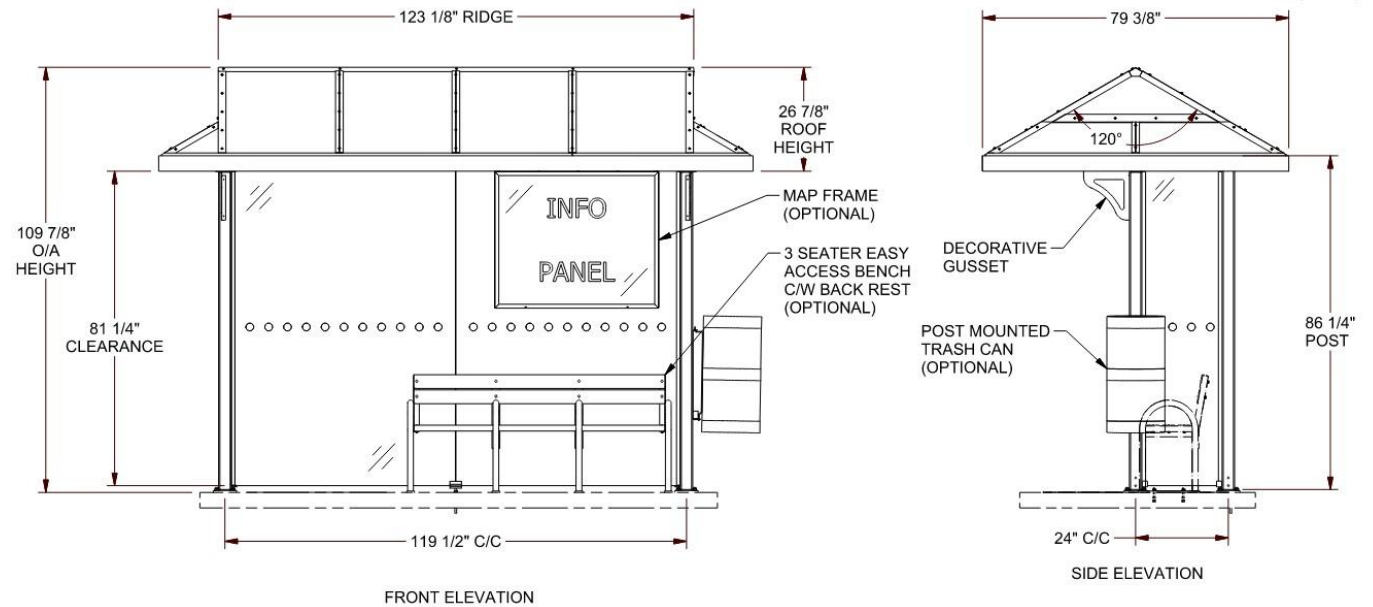 123 1/8" RIDGE
79 3/8"
26 7/8"
ROOF
HEIGHT
120°
INFO
PANEL
MAP FRAME
(OPTIONAL)
109 7/8"
O/A
HEIGHT
3 SEATER EASY
ACCESS BENCH
C/W BACK REST
(OPTIONAL)
DECORATIVE
GUSSET
81 1/4"
CLEARANCE
POST MOUNTED
TRASH CAN
(OPTIONAL)
86 1/4"
POST
119 1/2" C/C
24" C/C
FRONT ELEVATION
SIDE ELEVATION